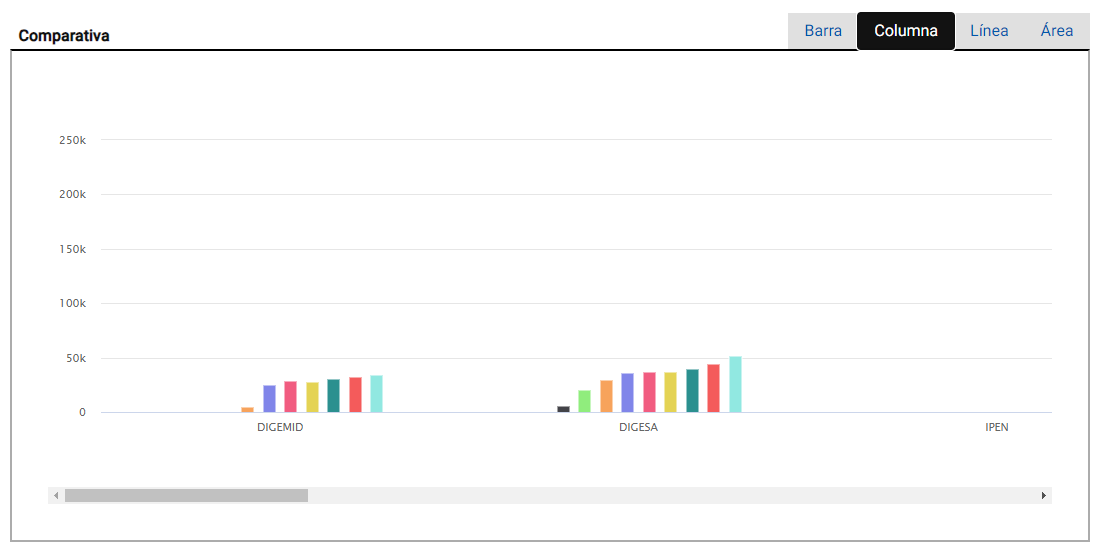 Comparativa
Barra Columna Línea Área
250k
200k
150k
100k
50k
0
DIGEMID DIGESA IPEN